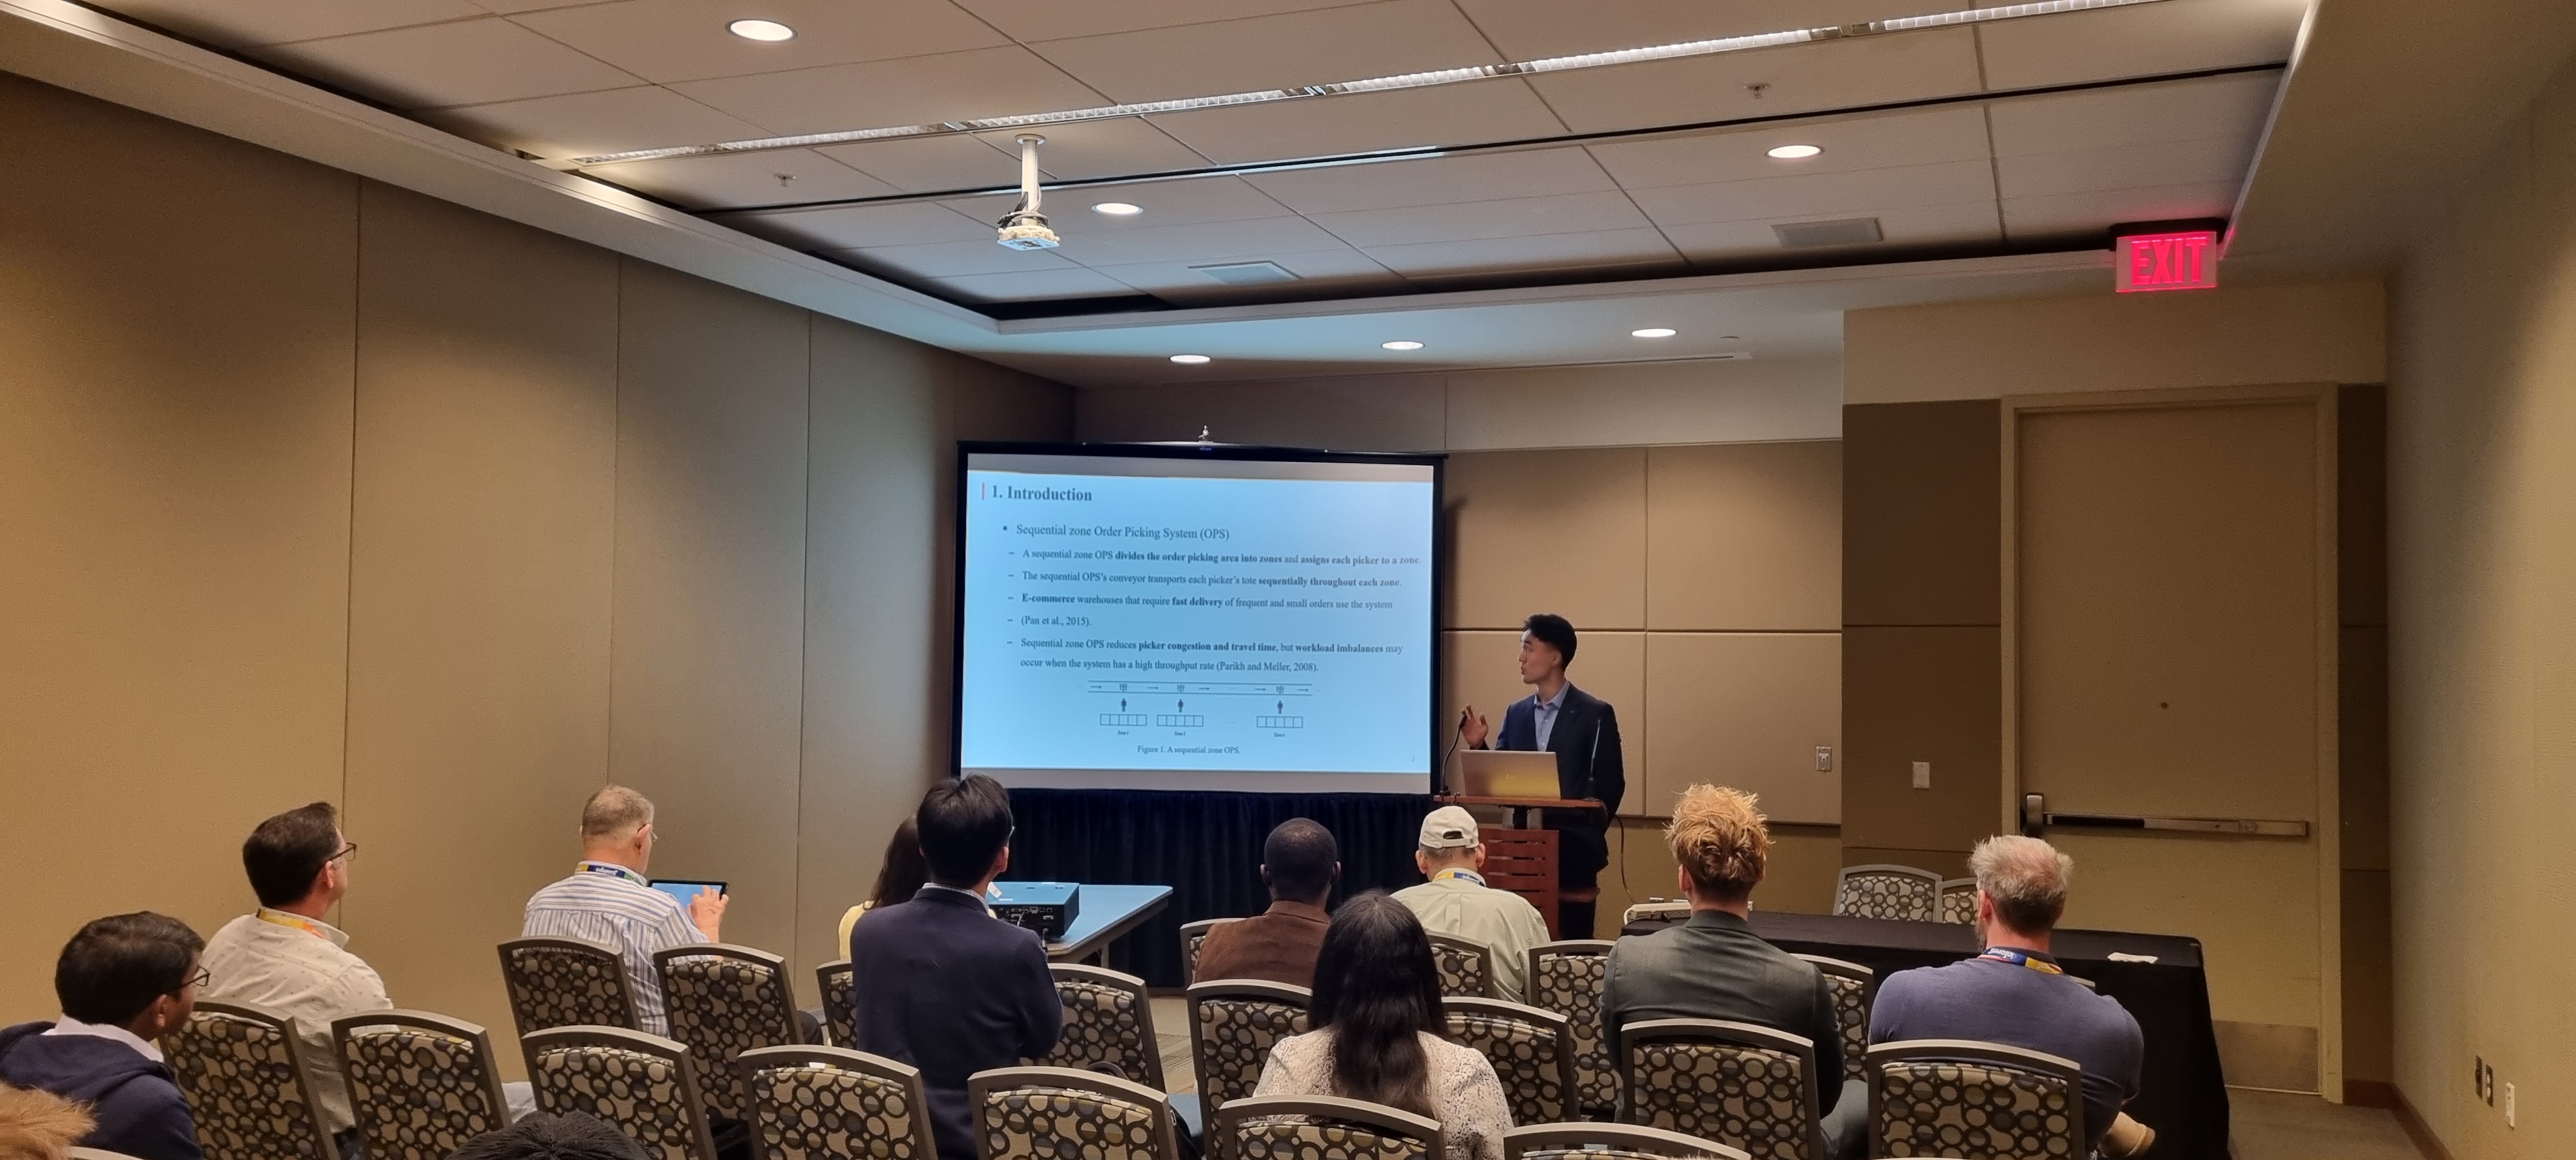 EXIT
1. Introduction
▪ Sequential zone Order Picking System (OPS)
– A sequential zone OPS divides the order picking area into zones and assigns each picker to a zone.
– The sequential OPS's conveyor transports each picker's tote sequentially throughout each zone.
– E-commerce warehouses that require fast delivery of frequent and small orders use the system
– (Pan et al., 2015).
– Sequential zone OPS reduces picker congestion and travel time, but workload imbalances may
occur when the system has a high throughput rate (Parikh and Meller, 2008).
Figure 1. A sequential zone OPS.